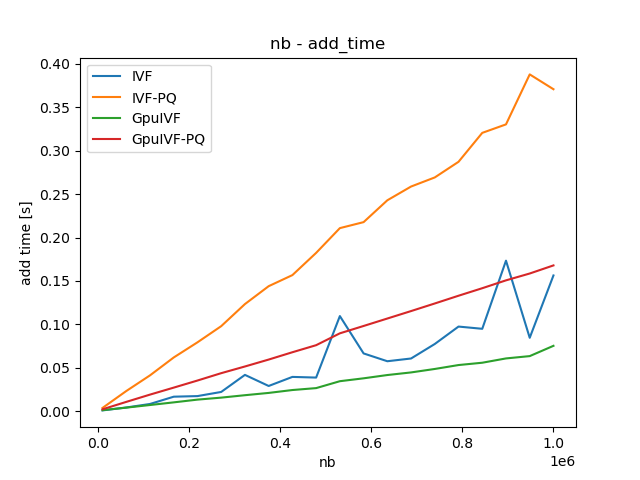 nb - add_time
IVF
IVF-PQ
GpuIVF
GpuIVF-PQ
add time [s]
0.40
0.35
0.30
0.25
0.20
0.15
0.10
0.05
0.00
0.0 0.2 0.4 0.6 0.8 1.0
1e6
nb